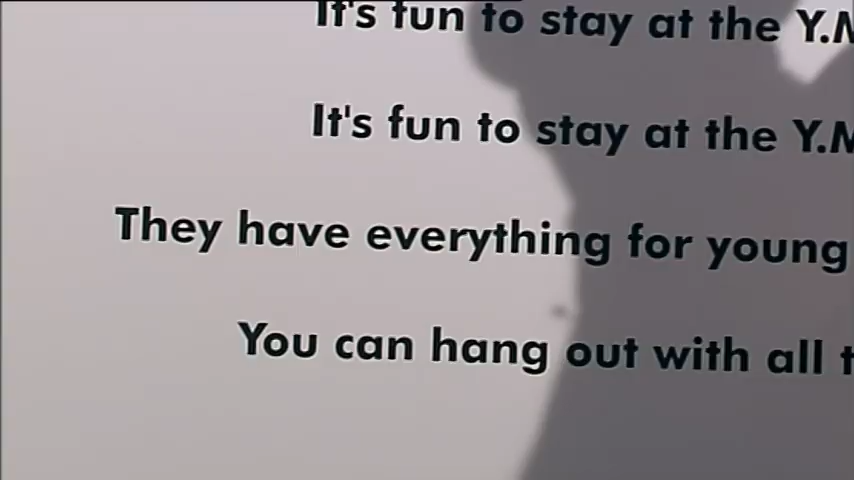 It's fun to stay at the Y.M
It's fun to stay at the Y.M
They have everything for young
You can hang out with all t